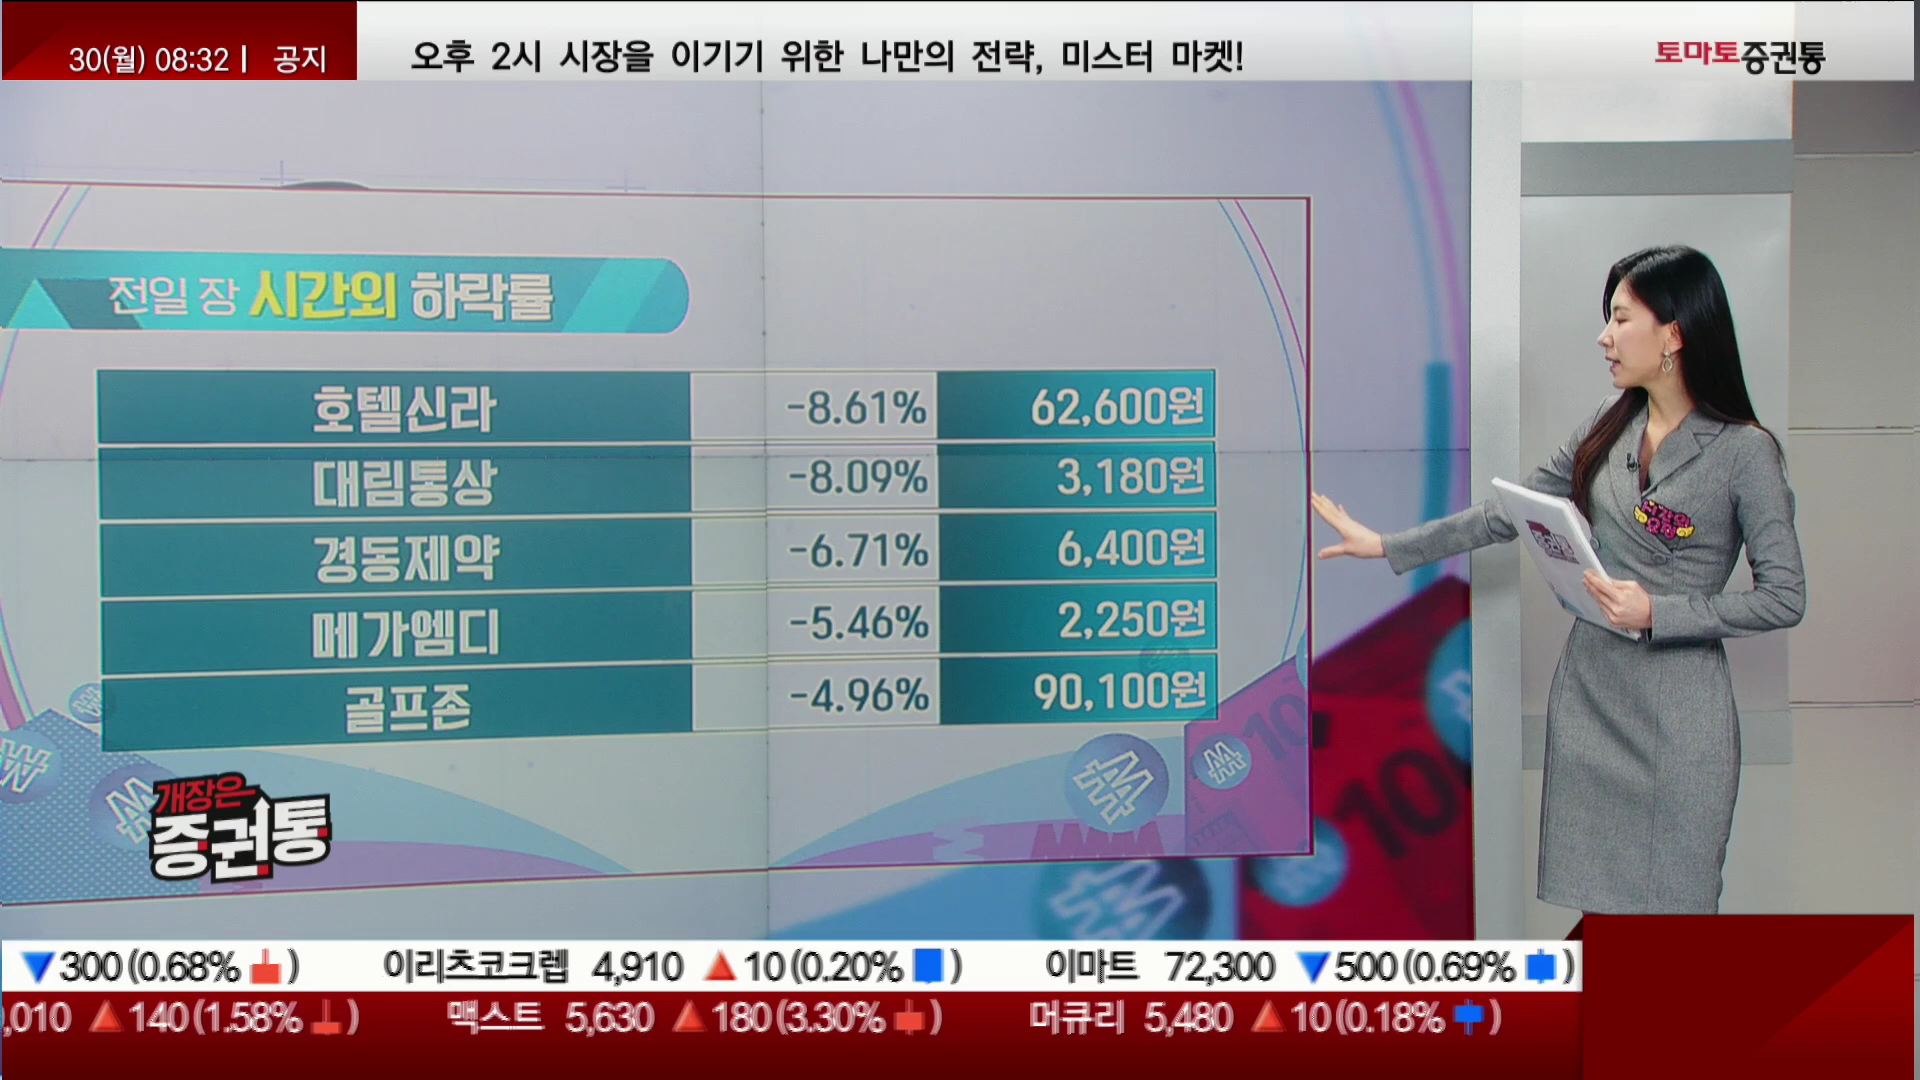 30(월) 08:32 | 공지
오후 2시 시장을 이기기 위한 나만의 전략, 미스터 마켓!
토마토증권통
전일 장 시간외 하락률
호텔신라 -8.61% 62,600원
대림통상 -8.09% 3,180원
경동제약 -6.71% 6,400원
메가엠디 -5.46% 2,250원
골프존 -4.96% 90,100원
시간외
요정
개장은
증권통
▼300(0.68% ) 이리츠코크렙 4,910 ▲10(0.20% ) 이마트 72,300 ▼500(0.69% )
,010 ▲140(1.58% ) 맥스트 5,630 ▲180(3.30% ) 머큐리 5,480 ▲10(0.18% )